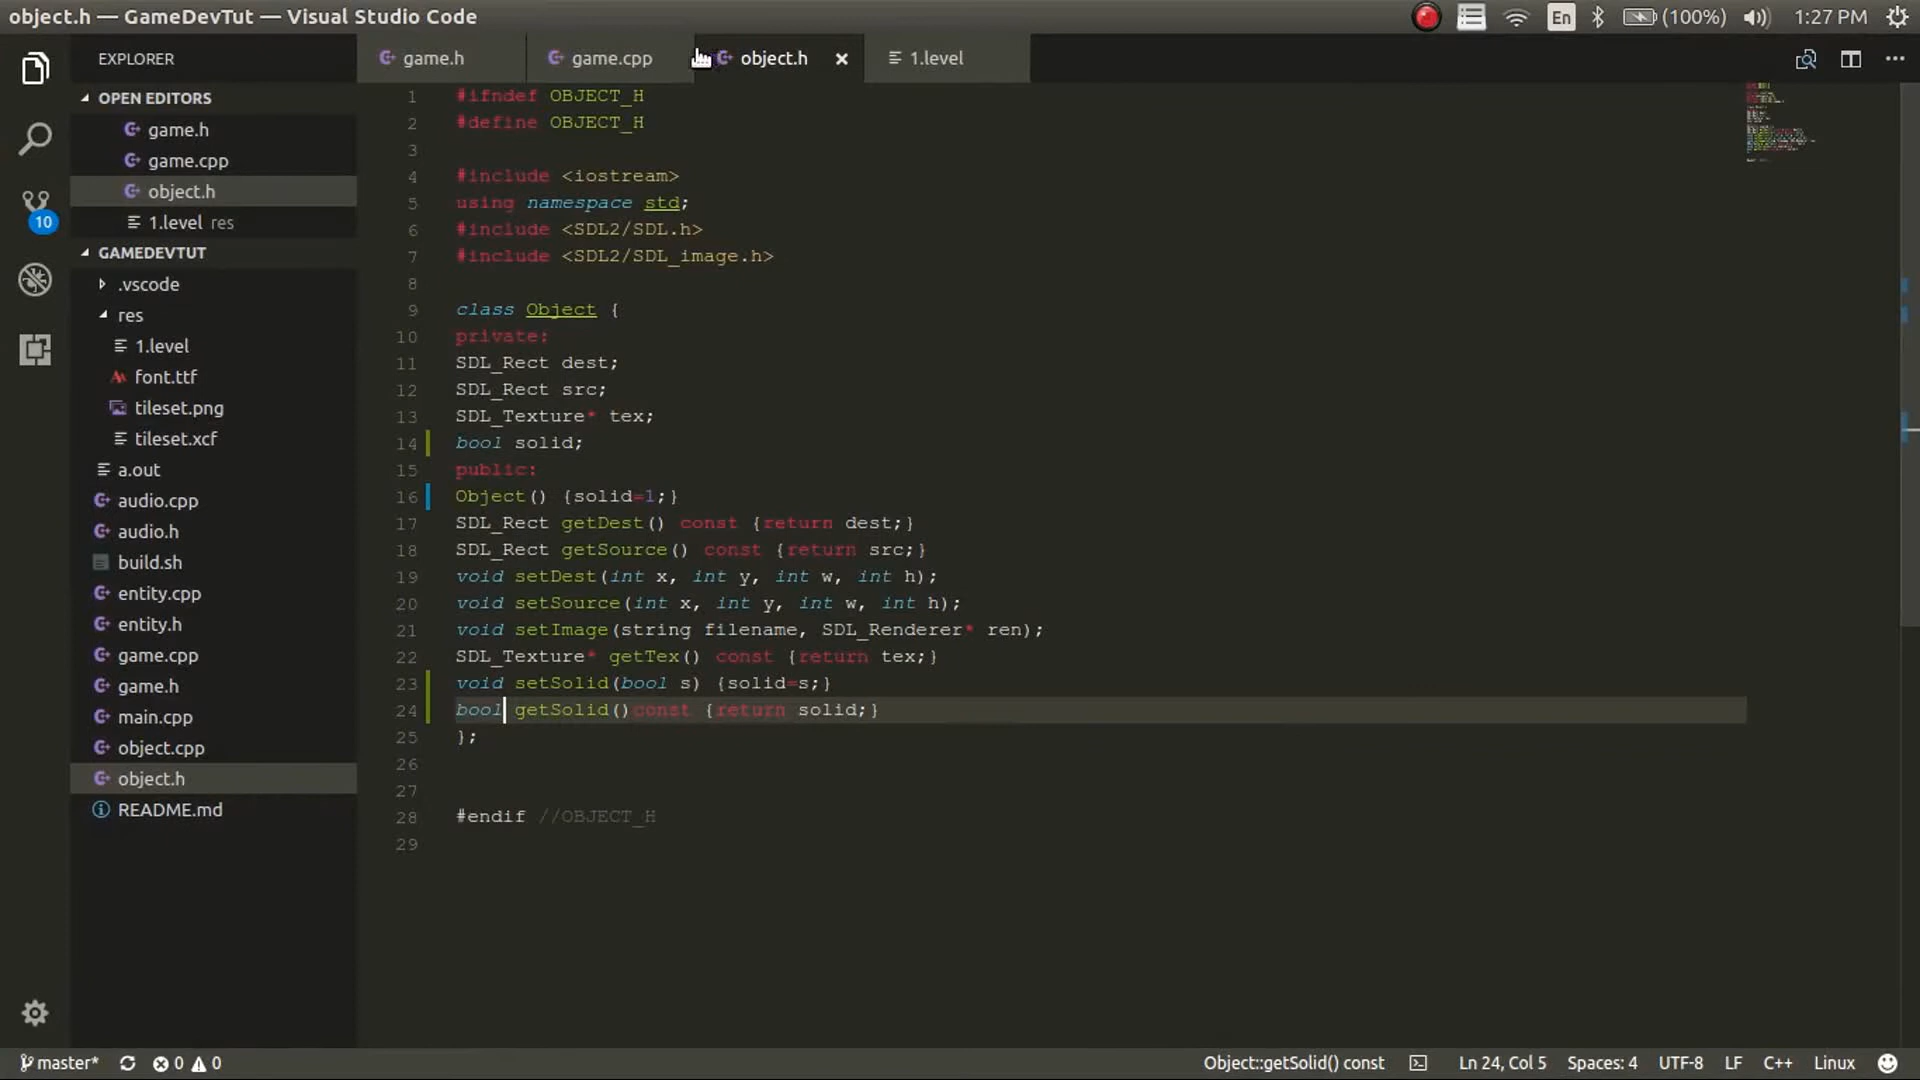 object.h — GameDevTut — Visual Studio Code
En
(100%)
1:27 PM
EXPLORER
OPEN EDITORS
game.h
game.cpp
object.h
1.level res
10
GAMEDEVTUT
.vscode
res
1.level
font.ttf
tileset.png
tileset.xcf
a.out
audio.cpp
audio.h
build.sh
entity.cpp
entity.h
game.cpp
game.h
main.cpp
object.cpp
object.h
README.md
game.h
game.cpp
object.h
1.level
1 #ifndef OBJECT_H
2 #define OBJECT_H
3
4 #include <iostream>
5 using namespace std;
6 #include <SDL2/SDL.h>
7 #include <SDL2/SDL_image.h>
8
9 class Object {
10 private:
11 SDL_Rect dest;
12 SDL_Rect src;
13 SDL_Texture* tex;
14 bool solid;
15 public:
16 Object() {solid=1;}
17 SDL_Rect getDest() const {return dest;}
18 SDL_Rect getSource() const {return src;}
19 void setDest(int x, int y, int w, int h);
20 void setSource(int x, int y, int w, int h);
21 void setImage(string filename, SDL_Renderer* ren);
22 SDL_Texture* getTex() const {return tex;}
23 void setSolid(bool s) {solid=s;}
24 bool getSolid()const {return solid;}
25 };
26
27
28 #endif //OBJECT_H
29
master*
0
0
Object::getSolid() const
Ln 24, Col 5
Spaces: 4
UTF-8
LF
C++
Linux